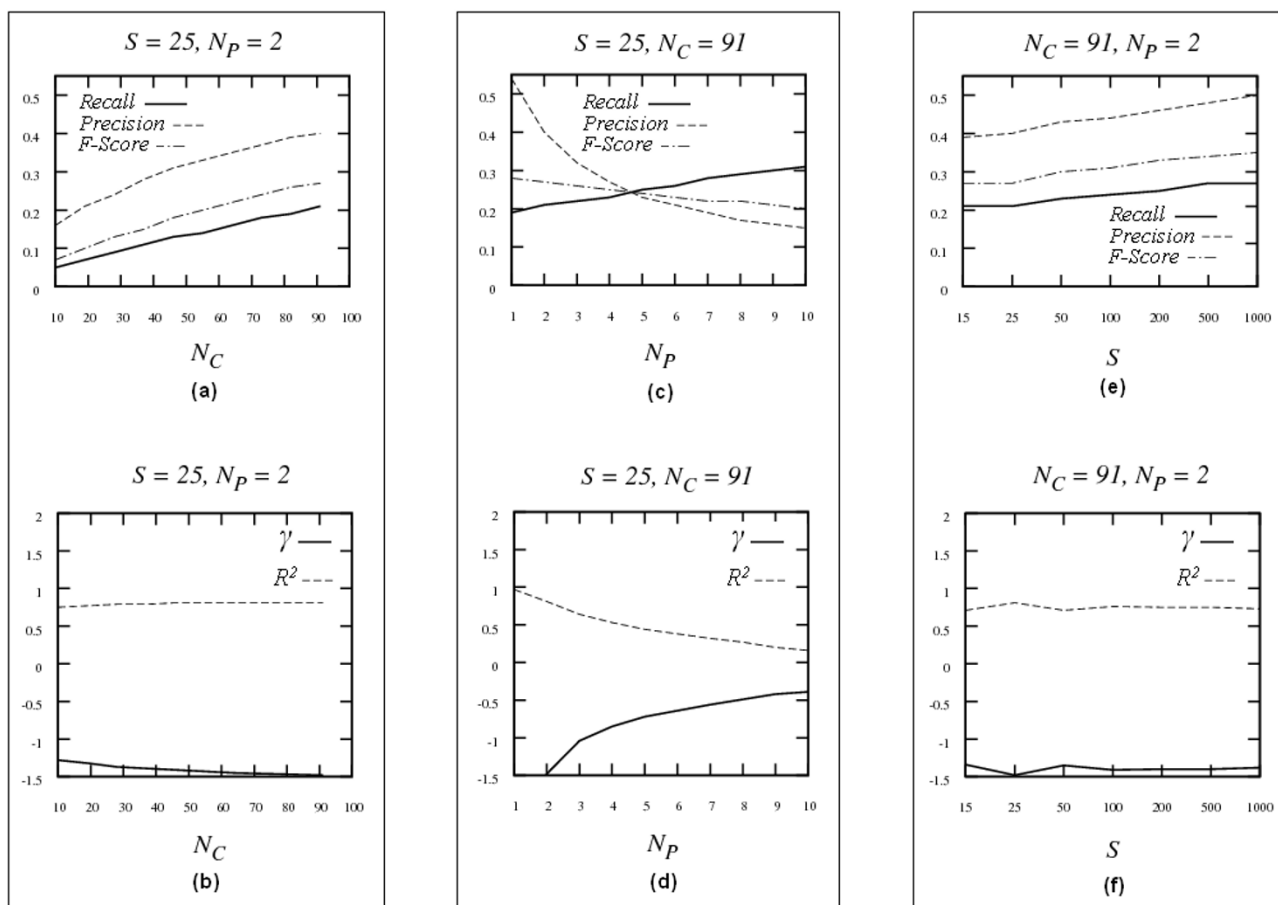 S = 25, N_P = 2
0.5
0.4
0.3
0.2
0.1
0
Recall
Precision
F-Score
10 20 30 40 50 60 70 80 90 100
N_C
(a)
S = 25, N_C = 91
0.5
0.4
0.3
0.2
0.1
0
Recall
Precision
F-Score
1 2 3 4 5 6 7 8 9 10
N_P
(c)
N_C = 91, N_P = 2
0.5
0.4
0.3
0.2
0.1
0
Recall
Precision
F-Score
15 25 50 100 200 500 1000
S
(e)
S = 25, N_P = 2
2
1.5
1
0.5
0
-0.5
-1
-1.5
γ
R²
10 20 30 40 50 60 70 80 90 100
N_C
(b)
S = 25, N_C = 91
2
1.5
1
0.5
0
-0.5
-1
-1.5
γ
R²
1 2 3 4 5 6 7 8 9 10
N_P
(d)
N_C = 91, N_P = 2
2
1.5
1
0.5
0
-0.5
-1
-1.5
γ
R²
15 25 50 100 200 500 1000
S
(f)